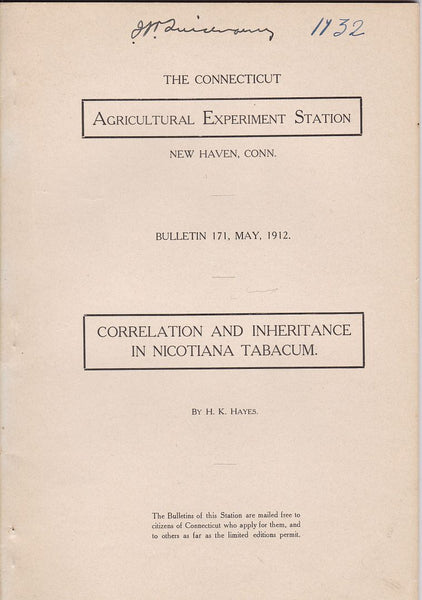 1732
THE CONNECTICUT
AGRICULTURAL EXPERIMENT STATION
NEW HAVEN, CONN.
BULLETIN 171, MAY, 1912.
CORRELATION AND INHERITANCE
IN NICOTIANA TABACUM.
BY H. K. HAYES.
The Bulletins of this Station are mailed free to
citizens of Connecticut who apply for them, and
to others as far as the limited editions permit.